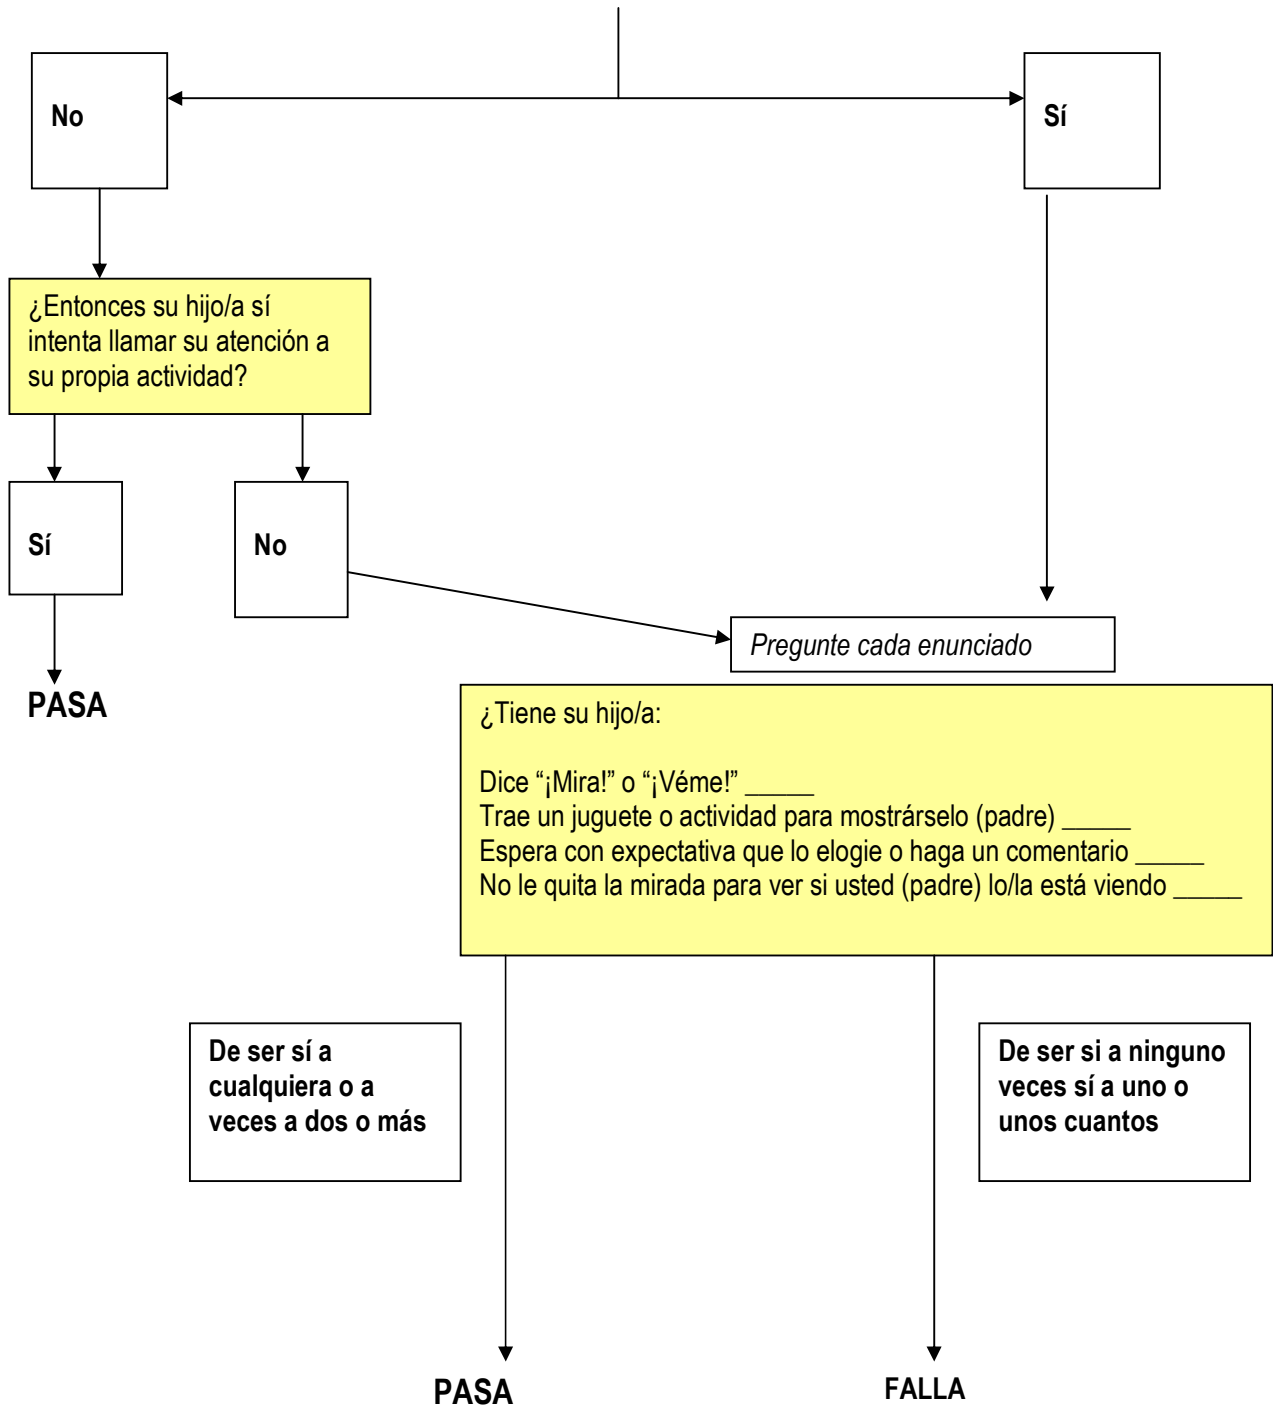 No
Sí
¿Entonces su hijo/a sí
intenta llamar su atención a
su propia actividad?
Sí
No
Pregunte cada enunciado
PASA
¿Tiene su hijo/a:
Dice “¡Mira!” o “¡Véme!” _____
Trae un juguete o actividad para mostrárselo (padre) _____
Espera con expectativa que lo elogie o haga un comentario _____
No le quita la mirada para ver si usted (padre) lo/la está viendo _____
De ser sí a
cualquiera o a
veces a dos o más
De ser si a ninguno
veces sí a uno o
unos cuantos
PASA
FALLA